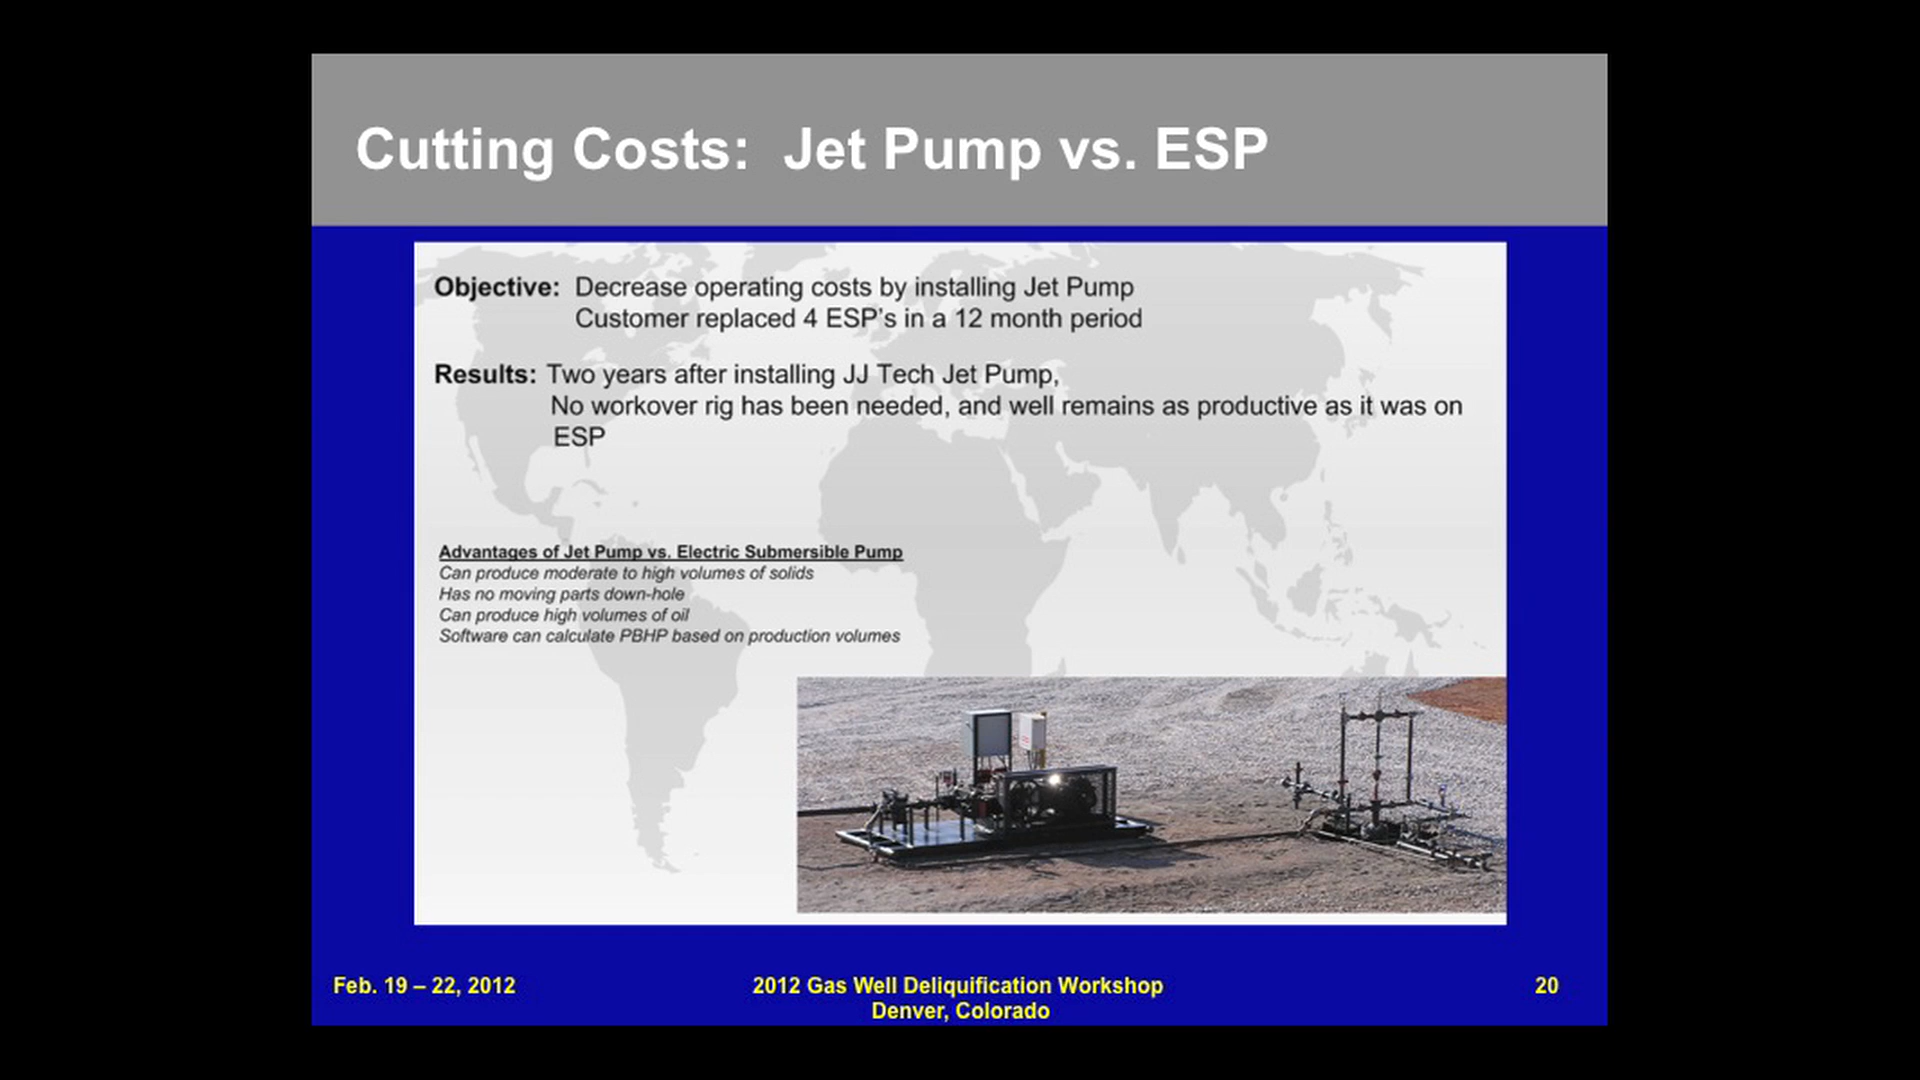 Cutting Costs: Jet Pump vs. ESP
Objective: Decrease operating costs by installing Jet Pump
Customer replaced 4 ESP's in a 12 month period
Results: Two years after installing JJ Tech Jet Pump,
No workover rig has been needed, and well remains as productive as it was on
ESP
Advantages of Jet Pump vs. Electric Submersible Pump
Can produce moderate to high volumes of solids
Has no moving parts down-hole
Can produce high volumes of oil
Software can calculate PBHP based on production volumes
Feb. 19 – 22, 2012
2012 Gas Well Deliquification Workshop
Denver, Colorado
20